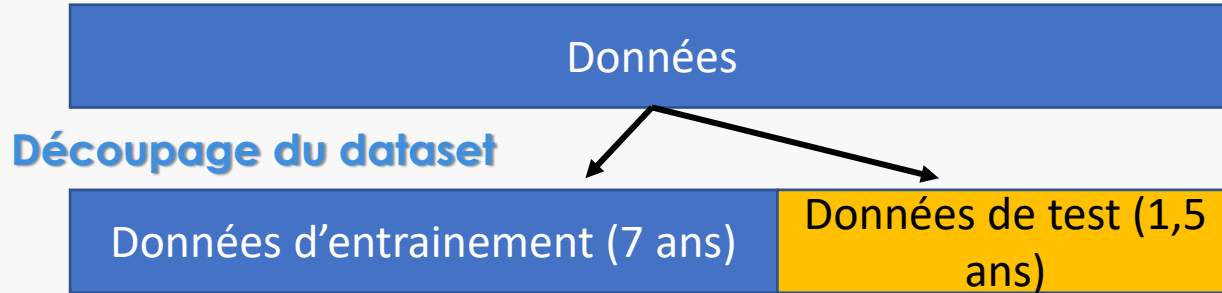 Données
Découpage du dataset
Données d’entrainement (7 ans)
Données de test (1,5
ans)